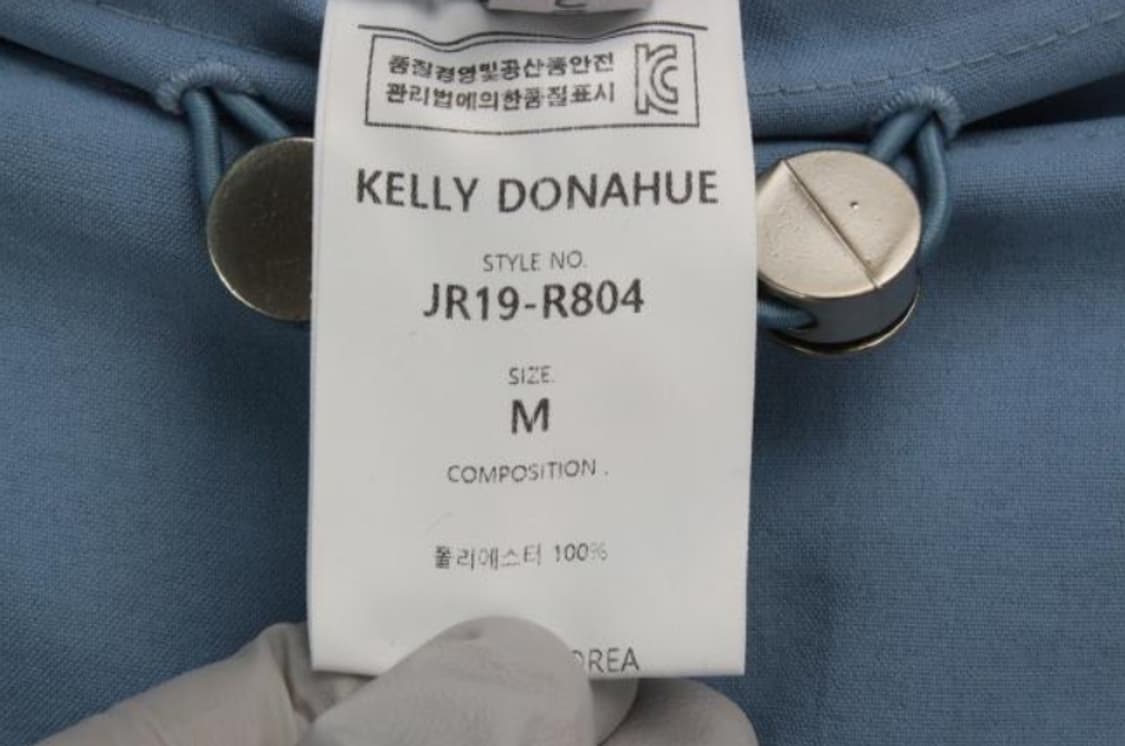 품질경영및공산품안전
관리법에의한품질표시
KC
KELLY DONAHUE
STYLE NO.
JR19-R804
SIZE.
M
COMPOSITION .
폴리에스터 100%